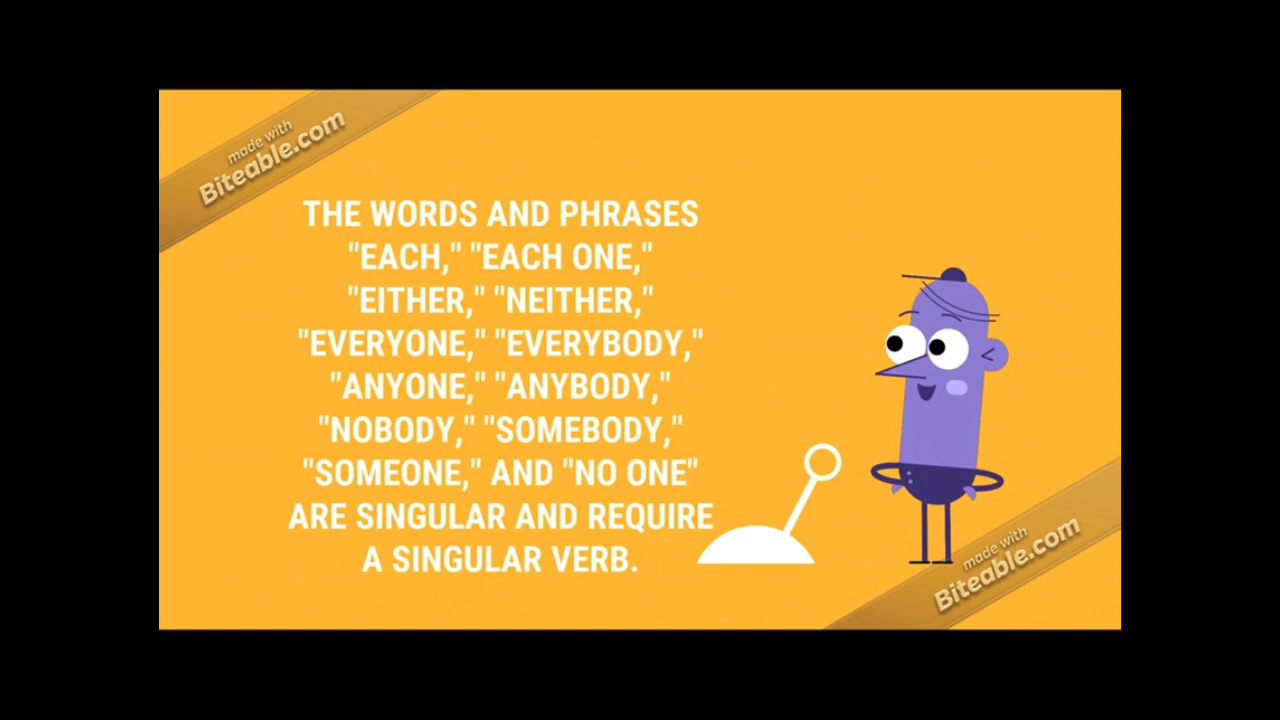 made with
Biteable.com
THE WORDS AND PHRASES
"EACH," "EACH ONE,"
"EITHER," "NEITHER,"
"EVERYONE," "EVERYBODY,"
"ANYONE," "ANYBODY,"
"NOBODY," "SOMEBODY,"
"SOMEONE," AND "NO ONE"
ARE SINGULAR AND REQUIRE
A SINGULAR VERB.
made with
Biteable.com